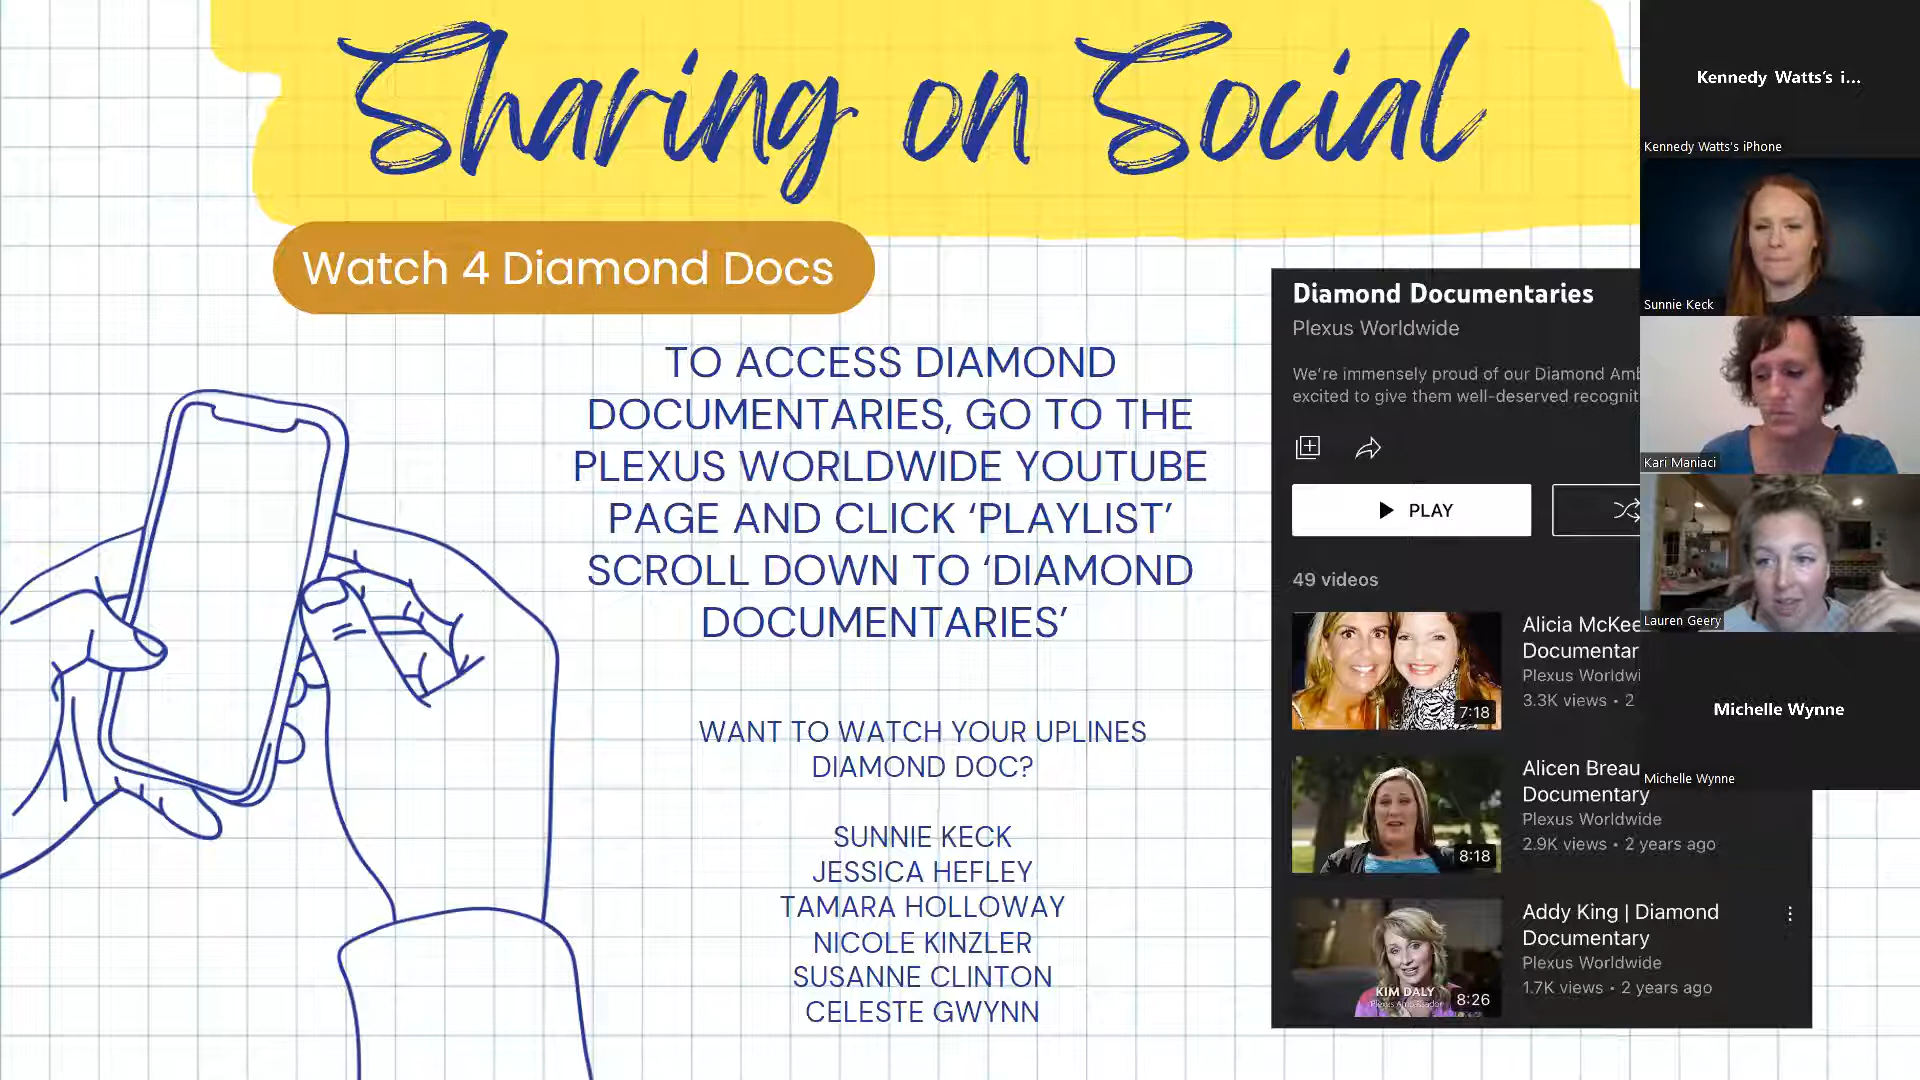 Sharing on Social
Watch 4 Diamond Docs
TO ACCESS DIAMOND
DOCUMENTARIES, GO TO THE
PLEXUS WORLDWIDE YOUTUBE
PAGE AND CLICK ‘PLAYLIST’
SCROLL DOWN TO ‘DIAMOND
DOCUMENTARIES’
WANT TO WATCH YOUR UPLINES
DIAMOND DOC?
SUNNIE KECK
JESSICA HEFLEY
TAMARA HOLLOWAY
NICOLE KINZLER
SUSANNE CLINTON
CELESTE GWYNN
Diamond Documentaries
Plexus Worldwide
We're immensely proud of our Diamond Amb
excited to give them well-deserved recognit
PLAY
49 videos
7:18
Alicia McKee
Documentar
Plexus Worldwi
3.3K views • 2
8:18
Alicen Breau
Documentary
Plexus Worldwide
2.9K views • 2 years ago
KIM DALY
Plexus Ambassador
8:26
Addy King | Diamond
Documentary
Plexus Worldwide
1.7K views • 2 years ago
Kennedy Watts's i...
Kennedy Watts's iPhone
Sunnie Keck
Kari Maniaci
Lauren Geery
Michelle Wynne
Michelle Wynne